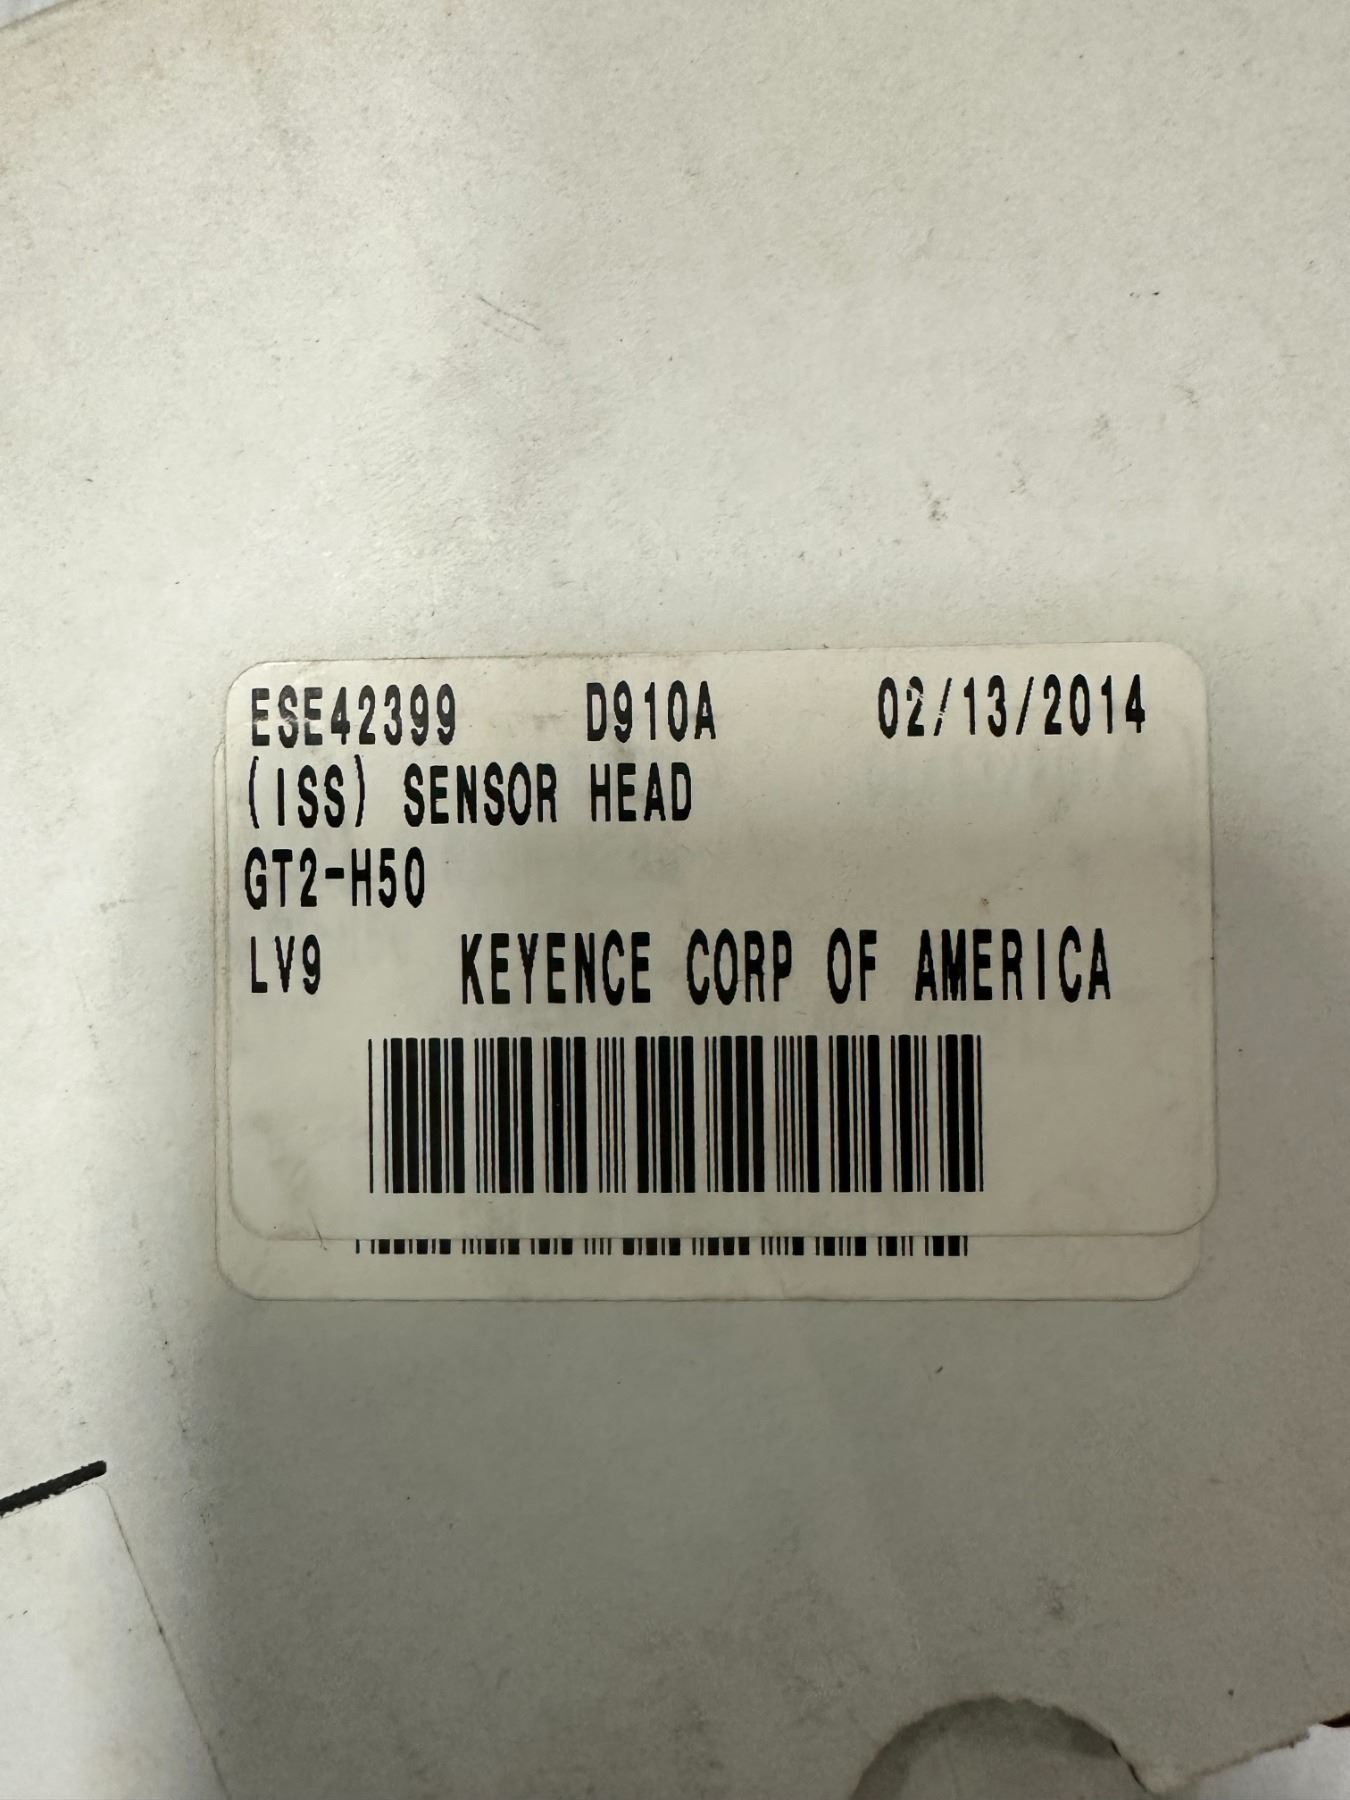 ESE42399 D910A 02/13/2014
(ISS) SENSOR HEAD
GT2-H50
LV9 KEYENCE CORP OF AMERICA